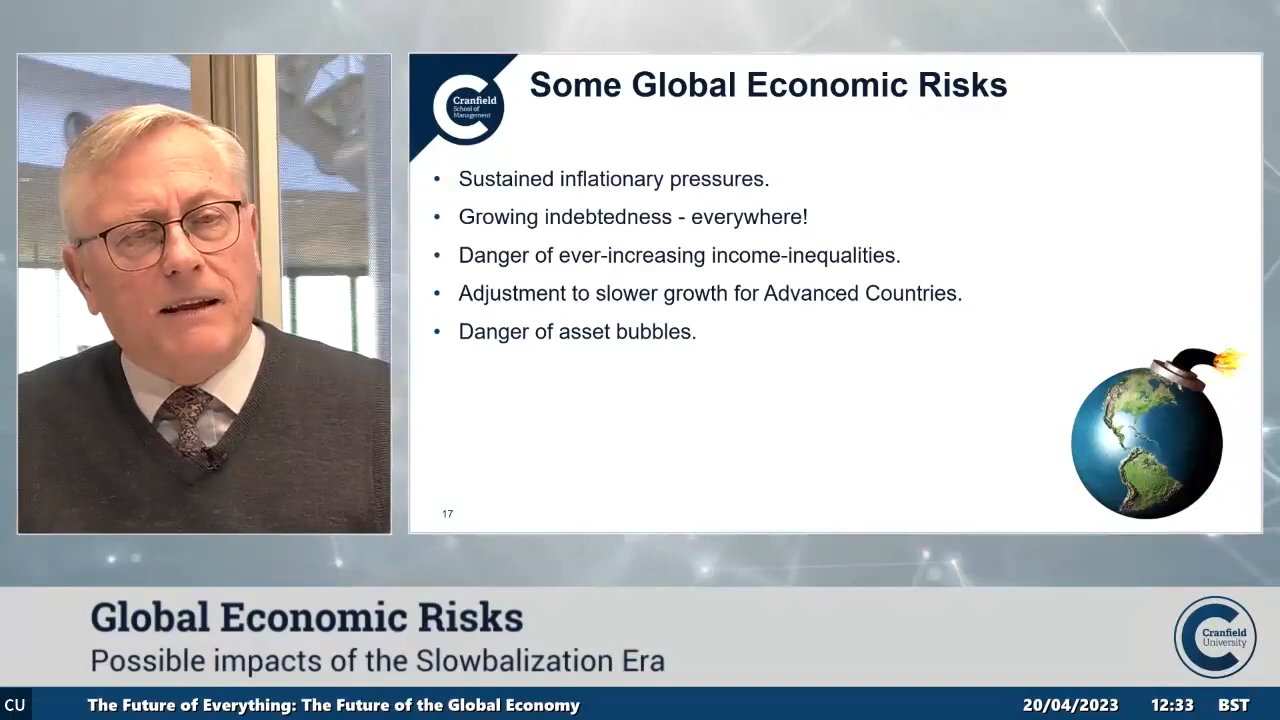 Cranfield
School of
Management
Some Global Economic Risks
• Sustained inflationary pressures.
• Growing indebtedness - everywhere!
• Danger of ever-increasing income-inequalities.
• Adjustment to slower growth for Advanced Countries.
• Danger of asset bubbles.
17
Global Economic Risks
Possible impacts of the Slowbalization Era
Cranfield
University
CU The Future of Everything: The Future of the Global Economy 20/04/2023 12:33 BST